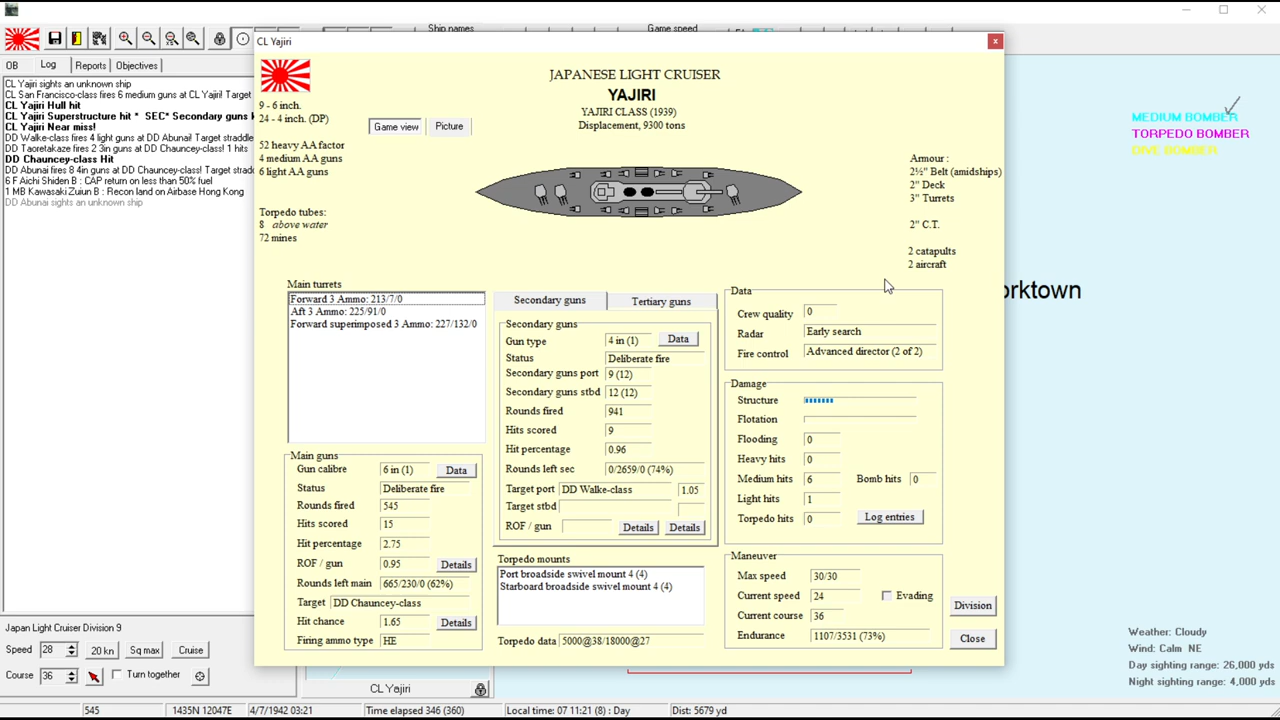 Ship names
Game speed
OB
Log
Reports
Objectives
CL Yajiri sights an unknown ship
CL San Francisco-class fires 6 medium guns at CL Yajiri! Target
CL Yajiri Hull hit
CL Yajiri Superstructure hit * SEC* Secondary guns
CL Yajiri Near miss!
DD Walke-class fires 4 light guns at DD Abunai! Target straddle
DD Taoretakaze fires 2 3in guns at DD Chauncey-class! 1 hits
DD Chauncey-class Hit
DD Abunai fires 8 4in guns at DD Chauncey-class! Target strado
6 F Aichi Shiden B : CAP return on less than 50% fuel
1 MB Kawasaki Zuiun B : Recon land on Airbase Hong Kong
DD Abunai sights an unknown ship
CL Yajiri
JAPANESE LIGHT CRUISER
YAJIRI
YAJIRI CLASS (1939)
Displacement, 9300 tons
9 - 6 inch.
24 - 4 inch. (DP)
Game view
Picture
52 heavy AA factor
4 medium AA guns
6 light AA guns
Torpedo tubes:
8 above water
72 mines
Armour :
2½" Belt (amidships)
2" Deck
3" Turrets
2" C.T.
2 catapults
2 aircraft
Main turrets
Forward 3 Ammo: 213/7/0
Aft 3 Ammo: 225/91/0
Forward superimposed 3 Ammo: 227/132/0
Main guns
Gun calibre 6 in (1) Data
Status Deliberate fire
Rounds fired 545
Hits scored 15
Hit percentage 2.75
ROF / gun 0.95 Details
Rounds left main 665/230/0 (62%)
Target DD Chauncey-class
Hit chance 1.65 Details
Firing ammo type HE
Secondary guns
Tertiary guns
Secondary guns
Gun type 4 in (1) Data
Status Deliberate fire
Secondary guns port 9 (12)
Secondary guns stbd 12 (12)
Rounds fired 941
Hits scored 9
Hit percentage 0.96
Rounds left sec 0/2659/0 (74%)
Target port DD Walke-class 1.05
Target stbd
ROF / gun Details Details
Torpedo mounts
Port broadside swivel mount 4 (4)
Starboard broadside swivel mount 4 (4)
Torpedo data 5000@38/18000@27
Data
Crew quality 0
Radar Early search
Fire control Advanced director (2 of 2)
Damage
Structure
Flotation
Flooding 0
Heavy hits 0
Medium hits 6 Bomb hits 0
Light hits 1
Torpedo hits 0 Log entries
Maneuver
Max speed 30/30
Current speed 24 Evading
Current course 36
Endurance 1107/3531 (73%)
Division
Close
MEDIUM BOMBER
TORPEDO BOMBER
DIVE BOMBER
orktown
Japan Light Cruiser Division 9
Speed 28 20 kn Sq max Cruise
Course 36 Turn together
CL Yajiri
Weather: Cloudy
Wind: Calm NE
Day sighting range: 26,000 yds
Night sighting range: 4,000 yds
545 1435N 12047E 4/7/1942 03:21 Time elapsed 346 (360) Local time: 07 11:21 (8) : Day Dist: 5679 yd